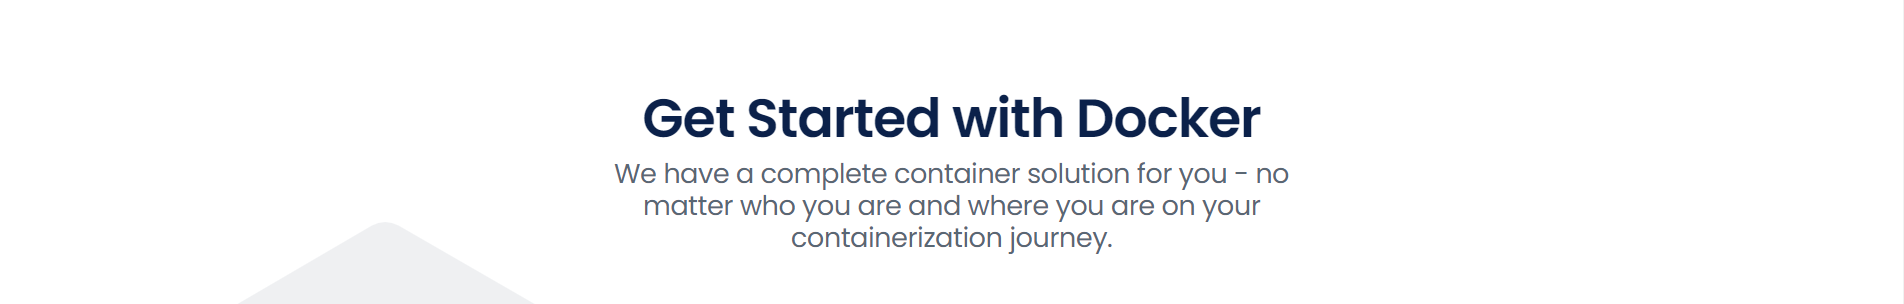 Get Started with Docker
We have a complete container solution for you - no
matter who you are and where you are on your
containerization journey.